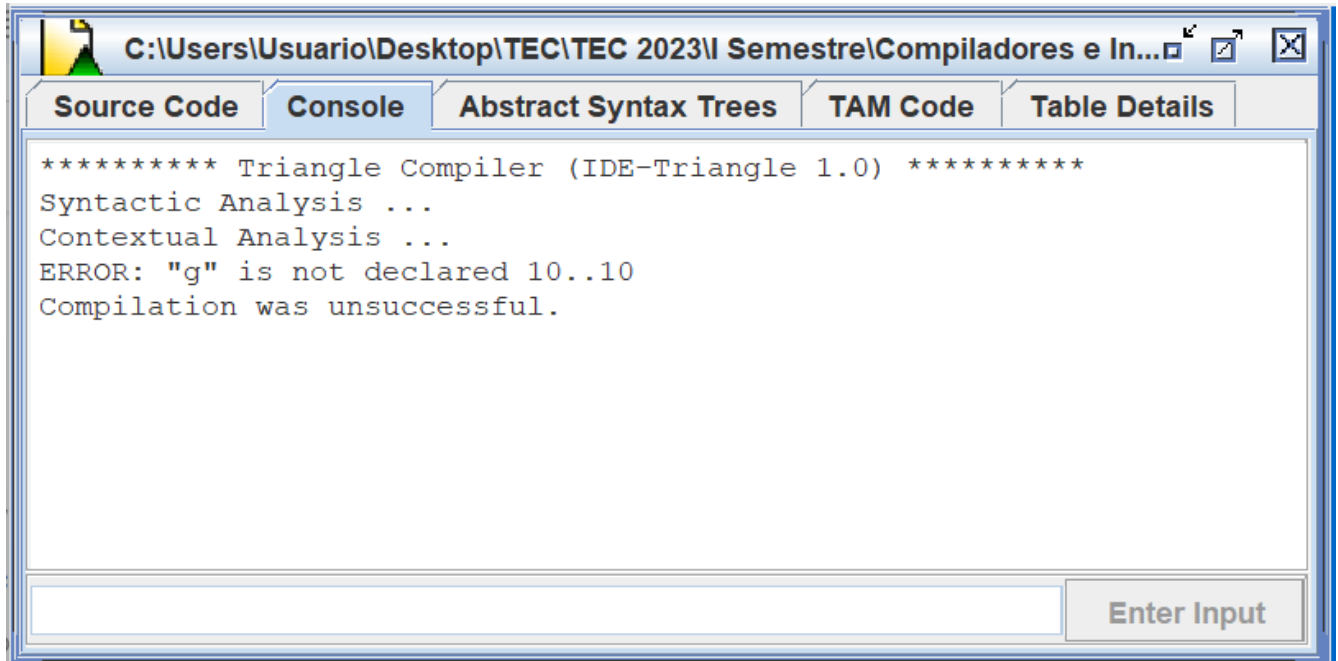 C:\Users\Usuario\Desktop\TEC\TEC 2023\I Semestre\Compiladores e In...
Source Code Console Abstract Syntax Trees TAM Code Table Details
********** Triangle Compiler (IDE-Triangle 1.0) **********
Syntactic Analysis ...
Contextual Analysis ...
ERROR: "g" is not declared 10..10
Compilation was unsuccessful.
Enter Input